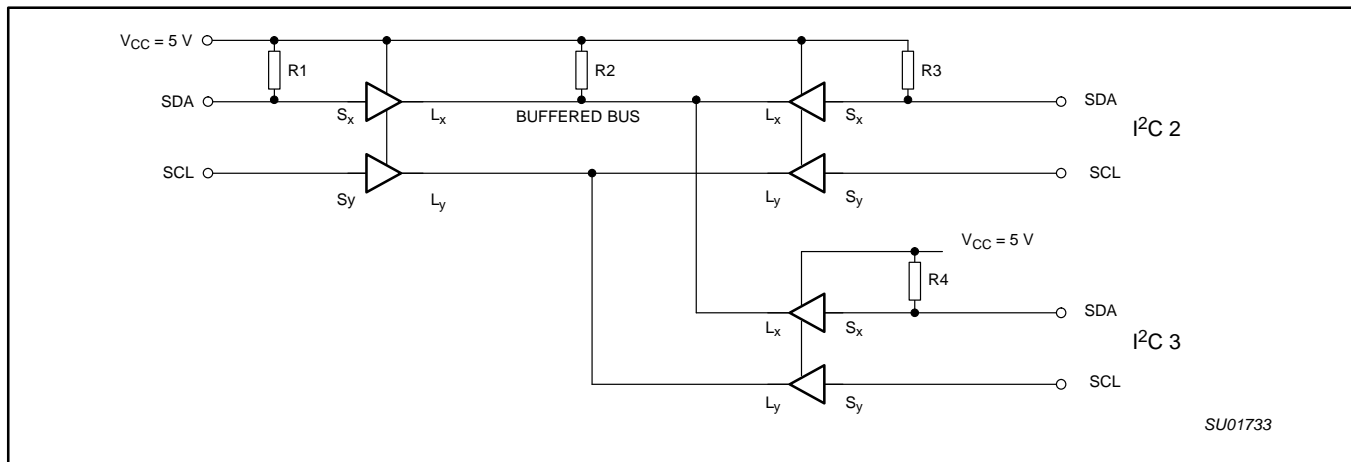 V_CC = 5 V
R1
R2
R3
SDA
S_x
L_x
BUFFERED BUS
L_x
S_x
SDA
I²C 2
SCL
S_y
L_y
L_y
S_y
SCL
V_CC = 5 V
R4
L_x
S_x
SDA
I²C 3
L_y
S_y
SCL
SU01733